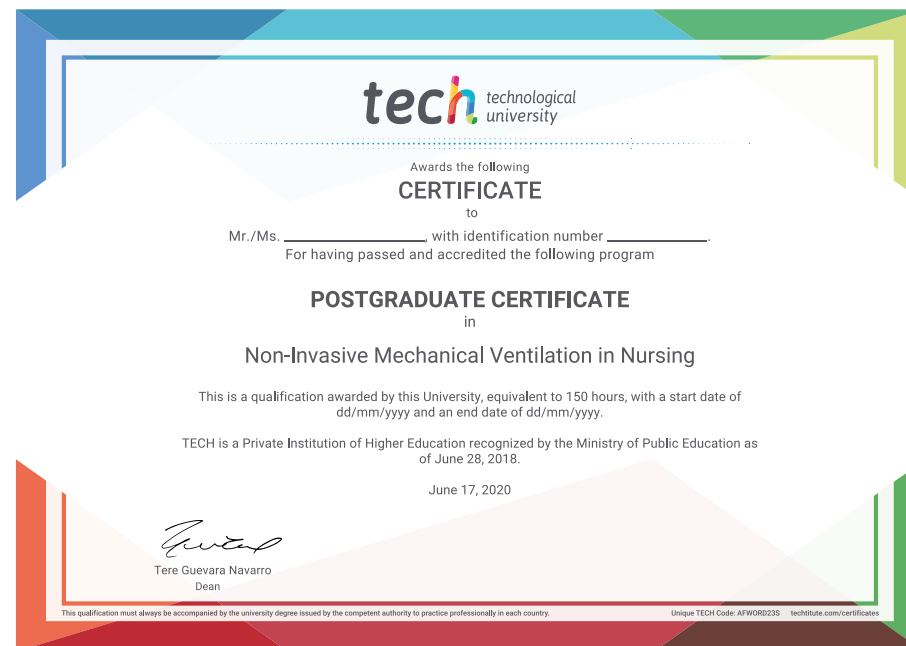 tech technological
university
Awards the following
CERTIFICATE
to
Mr./Ms. ____________________, with identification number ______________.
For having passed and accredited the following program
POSTGRADUATE CERTIFICATE
in
Non-Invasive Mechanical Ventilation in Nursing
This is a qualification awarded by this University, equivalent to 150 hours, with a start date of
dd/mm/yyyy and an end date of dd/mm/yyyy.
TECH is a Private Institution of Higher Education recognized by the Ministry of Public Education as
of June 28, 2018.
June 17, 2020
Tere Guevara Navarro
Dean
This qualification must always be accompanied by the university degree issued by the competent authority to practice professionally in each country.
Unique TECH Code: AFWORD23S techtitute.com/certificates